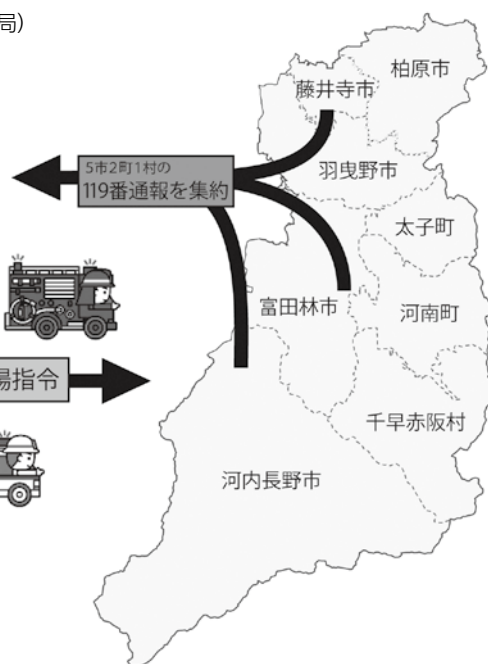 局)
柏原市
藤井寺市
5市2町1村の
119番通報を集約
羽曳野市
太子町
富田林市
河南町
場指令
千早赤阪村
河内長野市